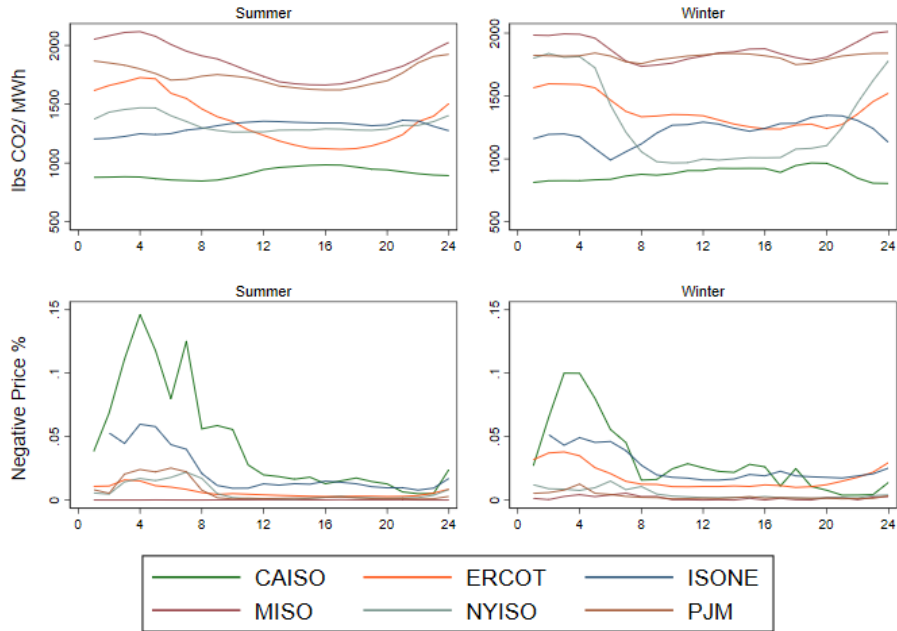 Summer
Winter
lbs CO2/ MWh
2000
1500
1000
500
2000
1500
1000
500
0 4 8 12 16 20 24
0 4 8 12 16 20 24
Summer
Winter
Negative Price %
.15
.1
.05
0
.15
.1
.05
0
0 4 8 12 16 20 24
0 4 8 12 16 20 24
CAISO ERCOT ISONE
MISO NYISO PJM